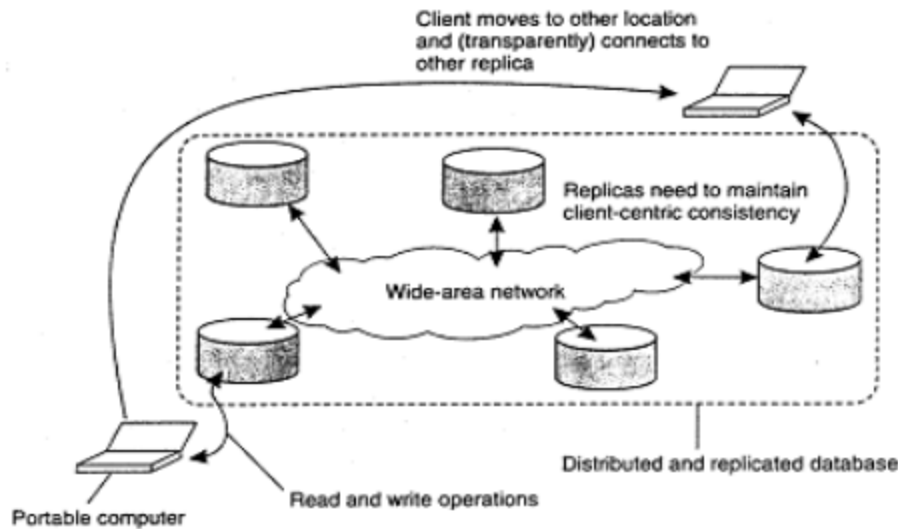 Client moves to other location
and (transparently) connects to
other replica
Replicas need to maintain
client-centric consistency
Wide-area network
Distributed and replicated database
Read and write operations
Portable computer